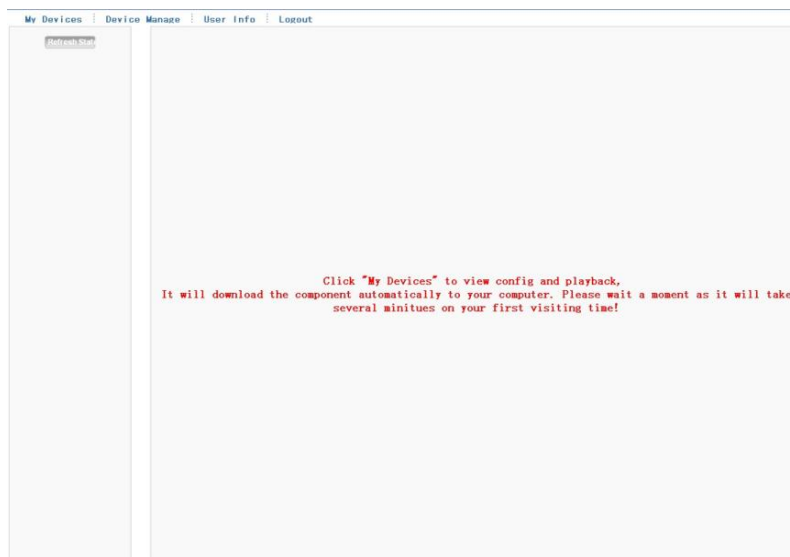 My Devices
Device Manage
User Info
Logout
Refresh State
Click "My Devices" to view config and playback,
It will download the component automatically to your computer. Please wait a moment as it will take
several minitues on your first visiting time!